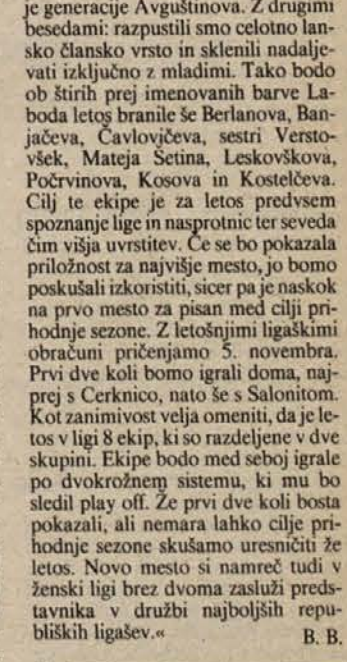 je generacije Avguštinova. Z drugimi
besedami: razpustili smo celotno lan-
sko člansko vrsto in sklenili nadalje-
vati izključno z mladimi. Tako bodo
ob štirih prej imenovanih barve La-
boda letos branile še Berlanova, Ban-
jačeva, Čavlovičeva, sestri Versto-
všek, Mateja Šetina, Leskovškova,
Počrvinova, Kosova in Kostelčeva.
Cilj te ekipe je za letos predvsem
spoznanje lige in nasprotnic ter seveda
čim višja uvrstitev. Če se bo pokazala
priložnost za najvišje mesto, jo bomo
poskušali izkoristiti, sicer pa je naskok
na prvo mesto zapisan med cilji pri-
hodnje sezone. Z letošnjimi ligaškimi
obračuni pričenjamo 5. novembra.
Prvi dve koli bomo igrali doma, naj-
prej s Cerknico, nato še s Salonitom.
Kot zanimivost velja omeniti, da je le-
tos v ligi 8 ekip, ki so razdeljene v dve
skupini. Ekipe bodo med seboj igrale
po dvokrožnem sistemu, ki mu bo
sledil play off. Že prvi dve koli bosta
pokazali, ali nemara lahko cilje pri-
hodnje sezone skušamo uresničiti že
letos. Novo mesto si namreč tudi v
ženski ligi brez dvoma zasluži preds-
tavnika v družbi najboljših repu-
bliških ligašev.«
B. B.